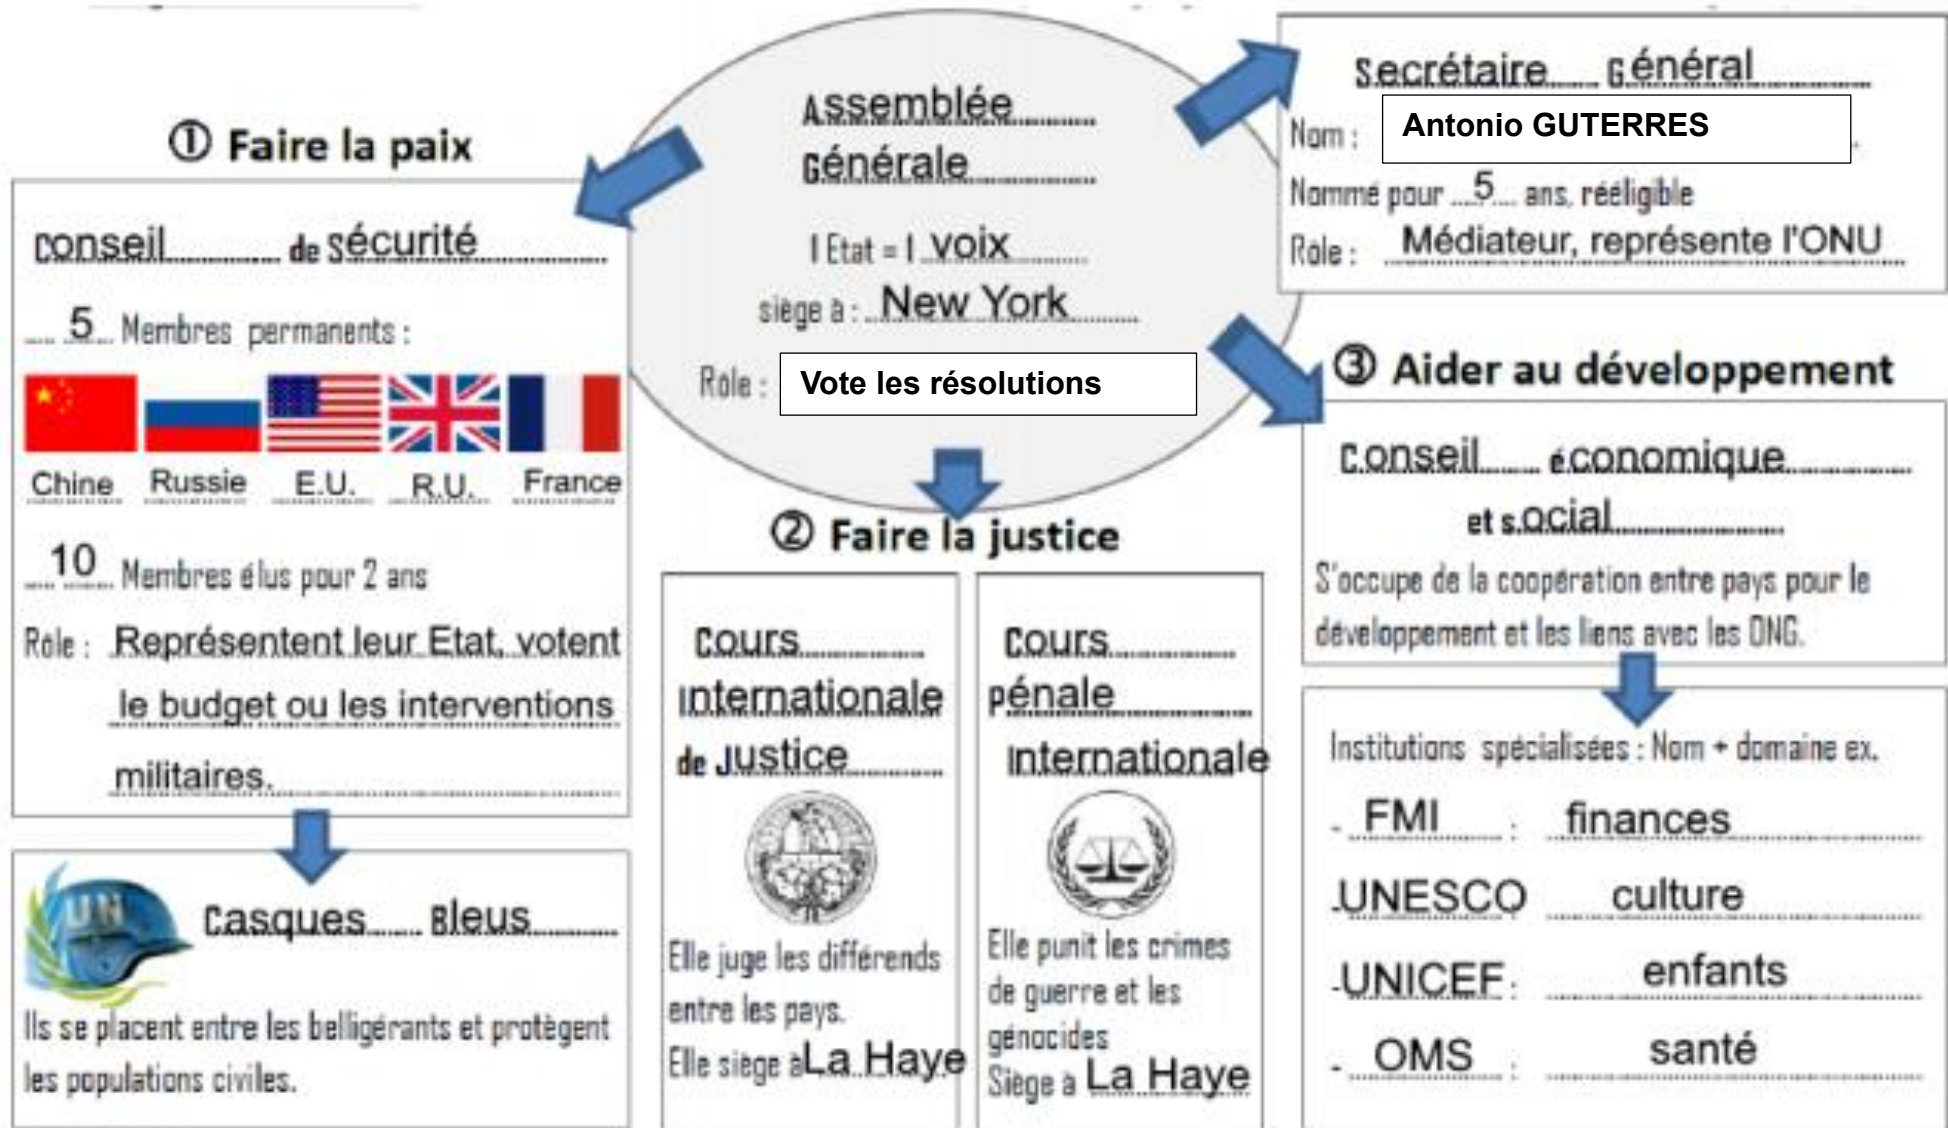 Assemblée
Générale
1 Etat = 1 voix
siège à : New York
Rôle : Vote les résolutions
Secrétaire Général
Nom : Antonio GUTERRES
Nommé pour 5 ans, rééligible
Rôle : Médiateur, représente l'ONU
① Faire la paix
Conseil de Sécurité
5 Membres permanents :
Chine Russie E.U. R.U. France
10 Membres élus pour 2 ans
Rôle : Représentent leur Etat, votent
le budget ou les interventions
militaires.
UN
Casques Bleus
Ils se placent entre les belligérants et protègent
les populations civiles.
② Faire la justice
Cours
Internationale
de Justice
Elle juge les différends
entre les pays.
Elle siège à La Haye
Cours
Pénale
Internationale
Elle punit les crimes
de guerre et les
génocides
Siège à La Haye
③ Aider au développement
Conseil économique
et social
S'occupe de la coopération entre pays pour le
développement et les liens avec les ONG.
Institutions spécialisées : Nom + domaine ex.
- FMI : finances
- UNESCO culture
- UNICEF : enfants
- OMS : santé